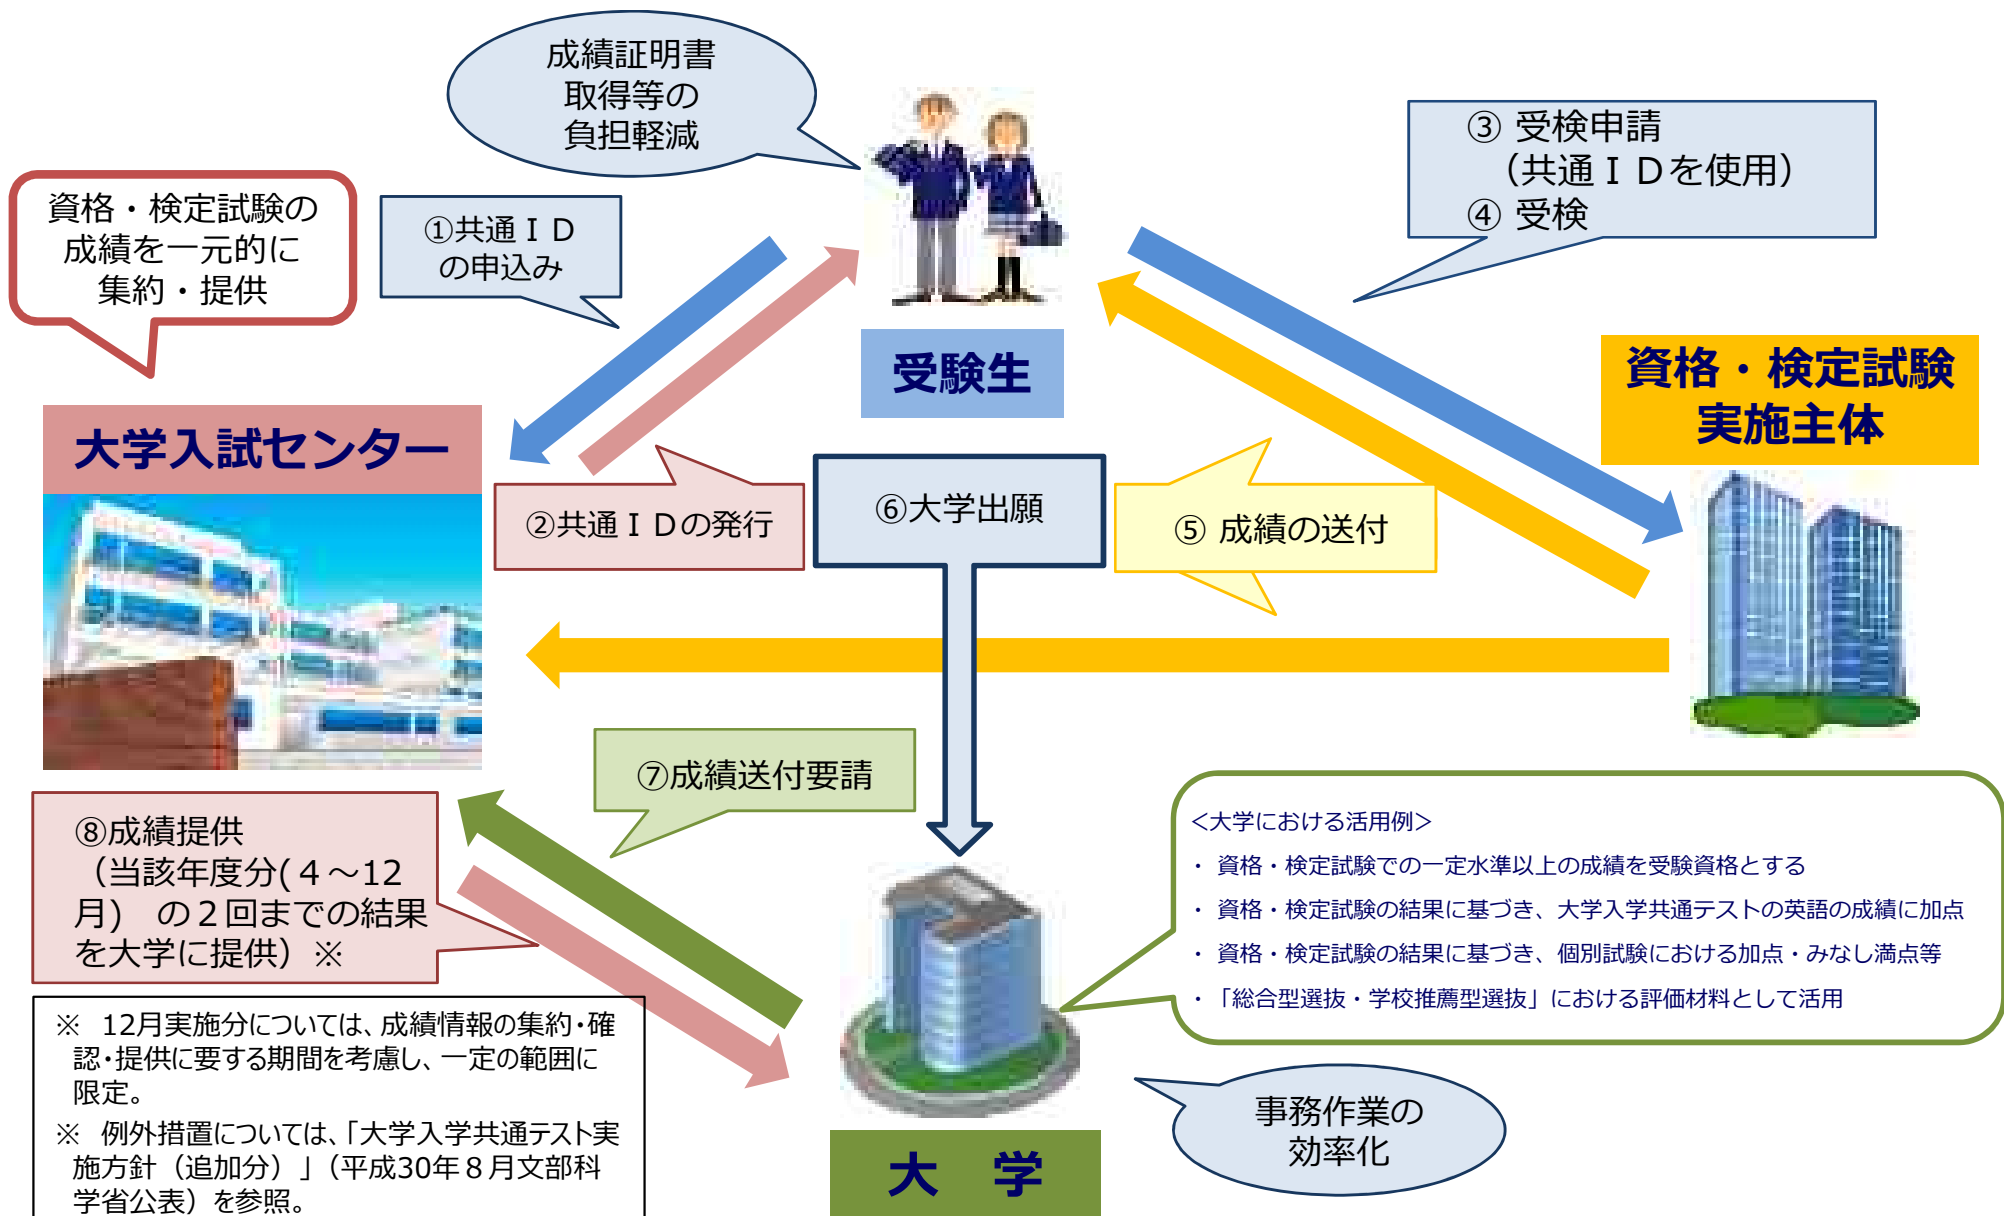 成績証明書
取得等の
負担軽減
③ 受検申請
（共通ＩＤを使用）
④ 受検
資格・検定試験の
成績を一元的に
集約・提供
①共通ＩＤ
の申込み
受験生
資格・検定試験
実施主体
大学入試センター
②共通ＩＤの発行
⑥大学出願
⑤ 成績の送付
⑦成績送付要請
⑧成績提供
（当該年度分(４～12
月)　の２回までの結果
を大学に提供）※
＜大学における活用例＞
・ 資格・検定試験での一定水準以上の成績を受験資格とする
・ 資格・検定試験の結果に基づき、大学入学共通テストの英語の成績に加点
・ 資格・検定試験の結果に基づき、個別試験における加点・みなし満点等
・「総合型選抜・学校推薦型選抜」における評価材料として活用
※　12月実施分については、成績情報の集約・確
認・提供に要する期間を考慮し、一定の範囲に
限定。
※　例外措置については、「大学入学共通テスト実
施方針（追加分）」（平成30年８月文部科
学省公表）を参照。
事務作業の
効率化
大　学